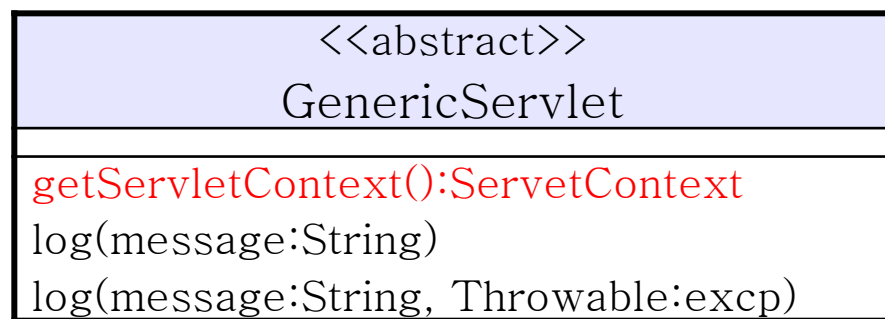 <<abstract>>
GenericServlet
getServletContext():ServetContext
log(message:String)
log(message:String, Throwable:excp)